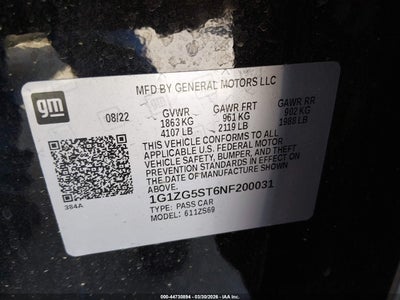 gm
MFD BY GENERAL MOTORS LLC
08/22
GVWR
1863 KG
4107 LB
GAWR FRT
961 KG
2119 LB
GAWR RR
902 KG
1988 LB
THIS VEHICLE CONFORMS TO ALL
APPLICABLE U.S. FEDERAL MOTOR
VEHICLE SAFETY, BUMPER, AND THEFT
PREVENTION STANDARDS IN EFFECT ON
THE DATE OF MANUFACTURE SHOWN
ABOVE.
1G1ZG5ST6NF200031
TYPE: PASS CAR
MODEL: 611ZS69
384A
000-44730894 - 03/30/2026 - IAA Inc.